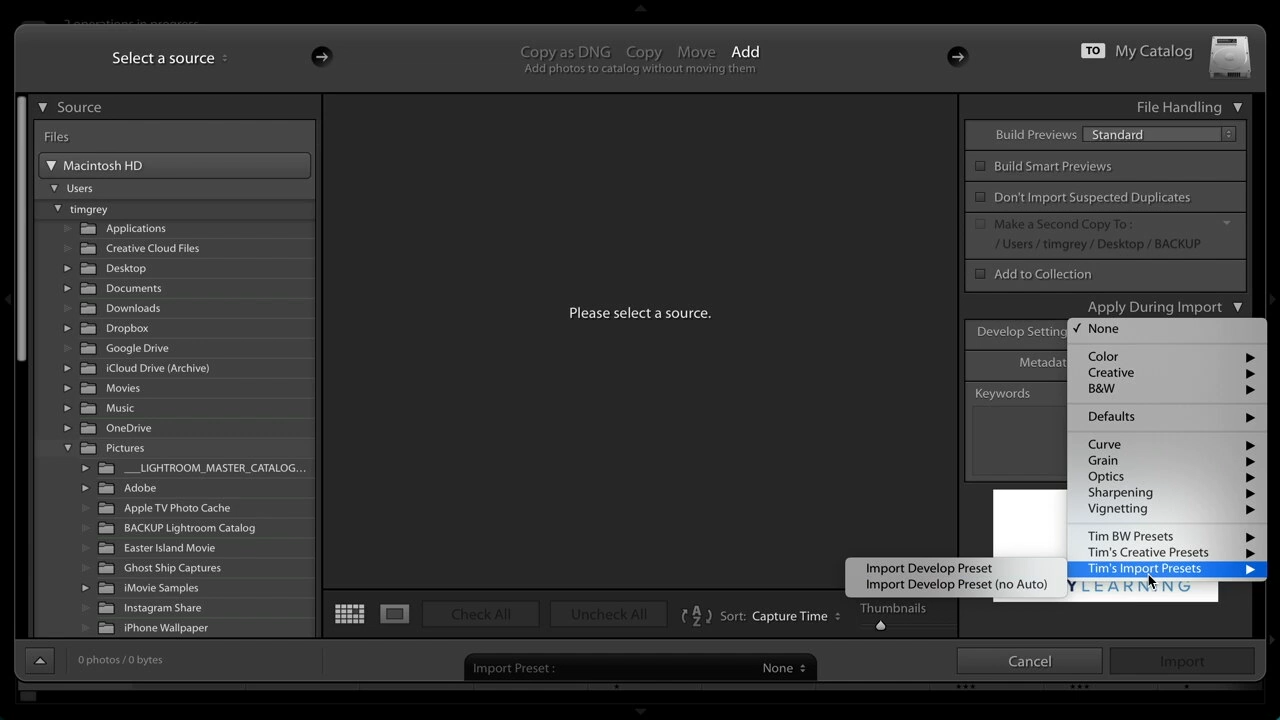 2 operations in progress
Select a source
Copy as DNG Copy Move Add
Add photos to catalog without moving them
TO My Catalog
Source
Files
Macintosh HD
Users
timgrey
Applications
Creative Cloud Files
Desktop
Documents
Downloads
Dropbox
Google Drive
iCloud Drive (Archive)
Movies
Music
OneDrive
Pictures
___LIGHTROOM_MASTER_CATALOG...
Adobe
Apple TV Photo Cache
BACKUP Lightroom Catalog
Easter Island Movie
Ghost Ship Captures
iMovie Samples
Instagram Share
iPhone Wallpaper
Please select a source.
File Handling
Build Previews Standard
Build Smart Previews
Don't Import Suspected Duplicates
Make a Second Copy To :
/ Users / timgrey / Desktop / BACKUP
Add to Collection
Apply During Import
Develop Setting
Metadat
Keywords
None
Color
Creative
B&W
Defaults
Curve
Grain
Optics
Sharpening
Vignetting
Tim BW Presets
Tim's Creative Presets
Tim's Import Presets
Import Develop Preset
Import Develop Preset (no Auto)
Y LEARNING
Check All
Uncheck All
Sort: Capture Time
Thumbnails
0 photos / 0 bytes
Import Preset : None
Cancel
Import